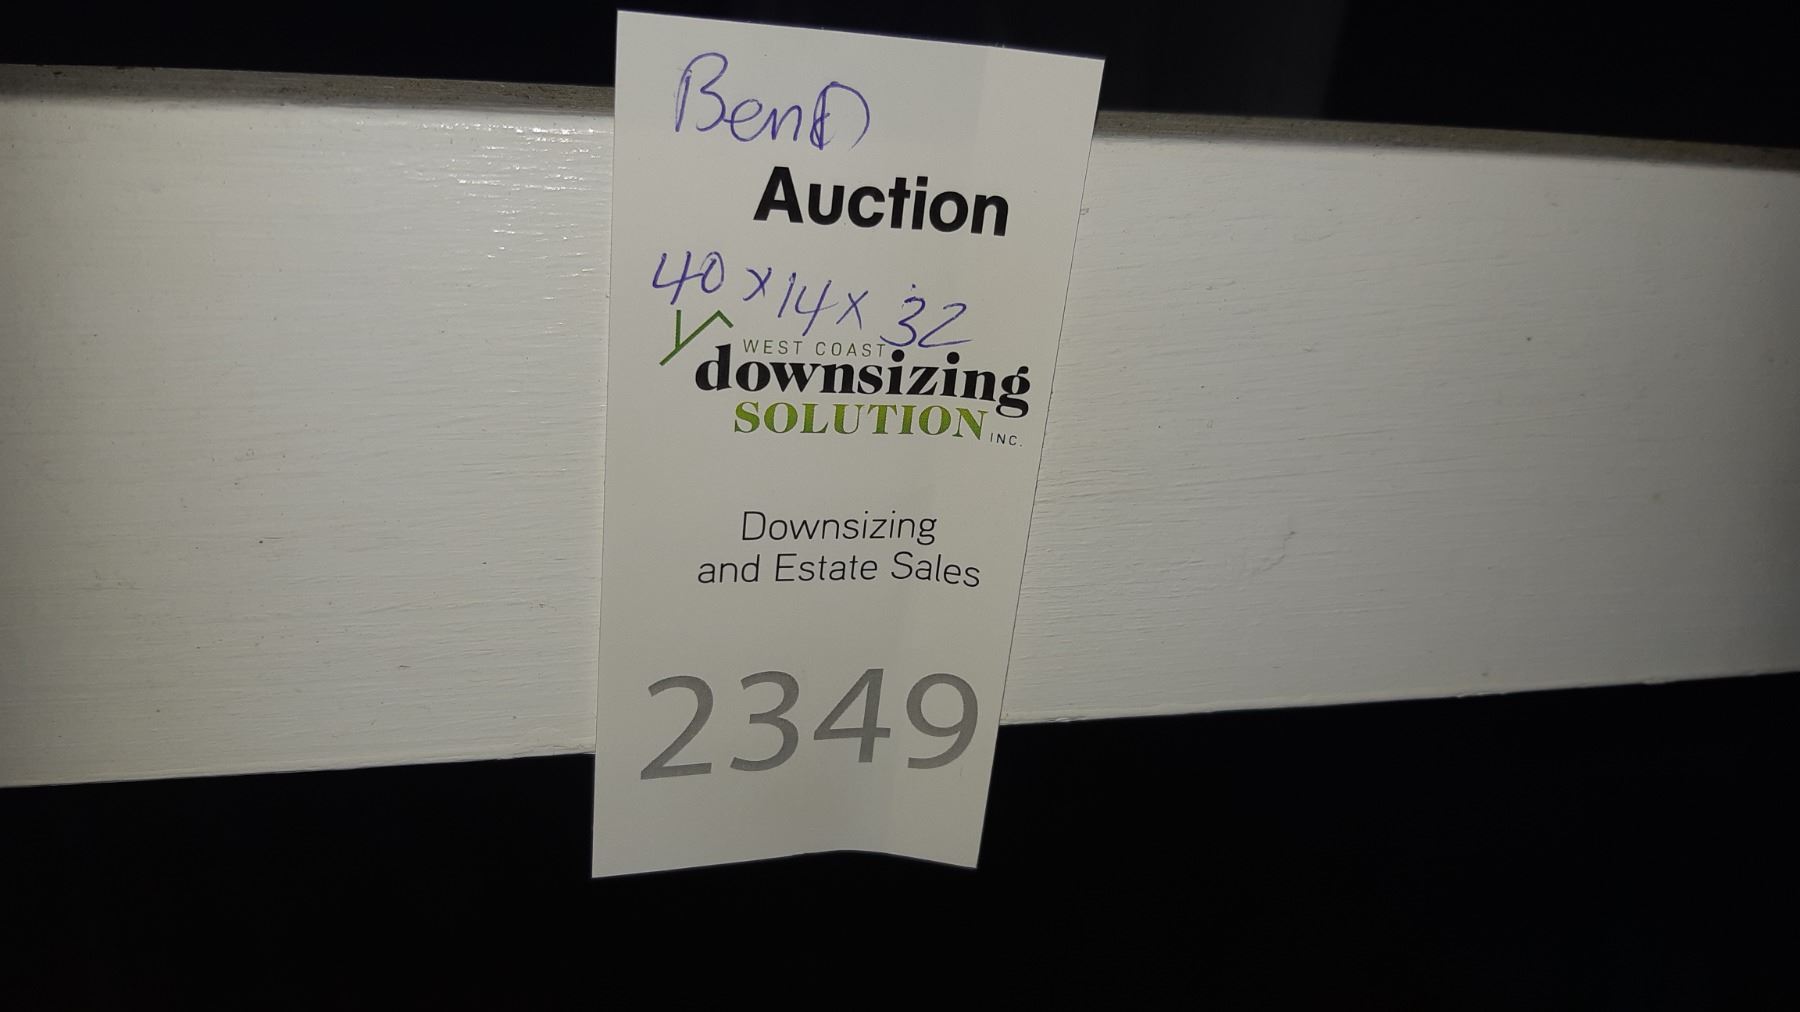 BenD
Auction
40 x 14 x 32
WEST COAST
downsizing
SOLUTION INC.
Downsizing
and Estate Sales
2349